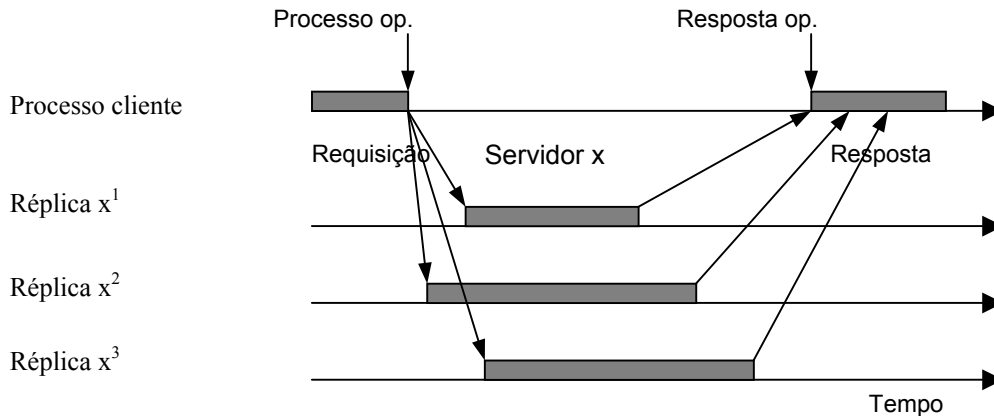 Processo op. Resposta op.
Processo cliente
Requisição Servidor x Resposta
Réplica x¹
Réplica x²
Réplica x³
Tempo